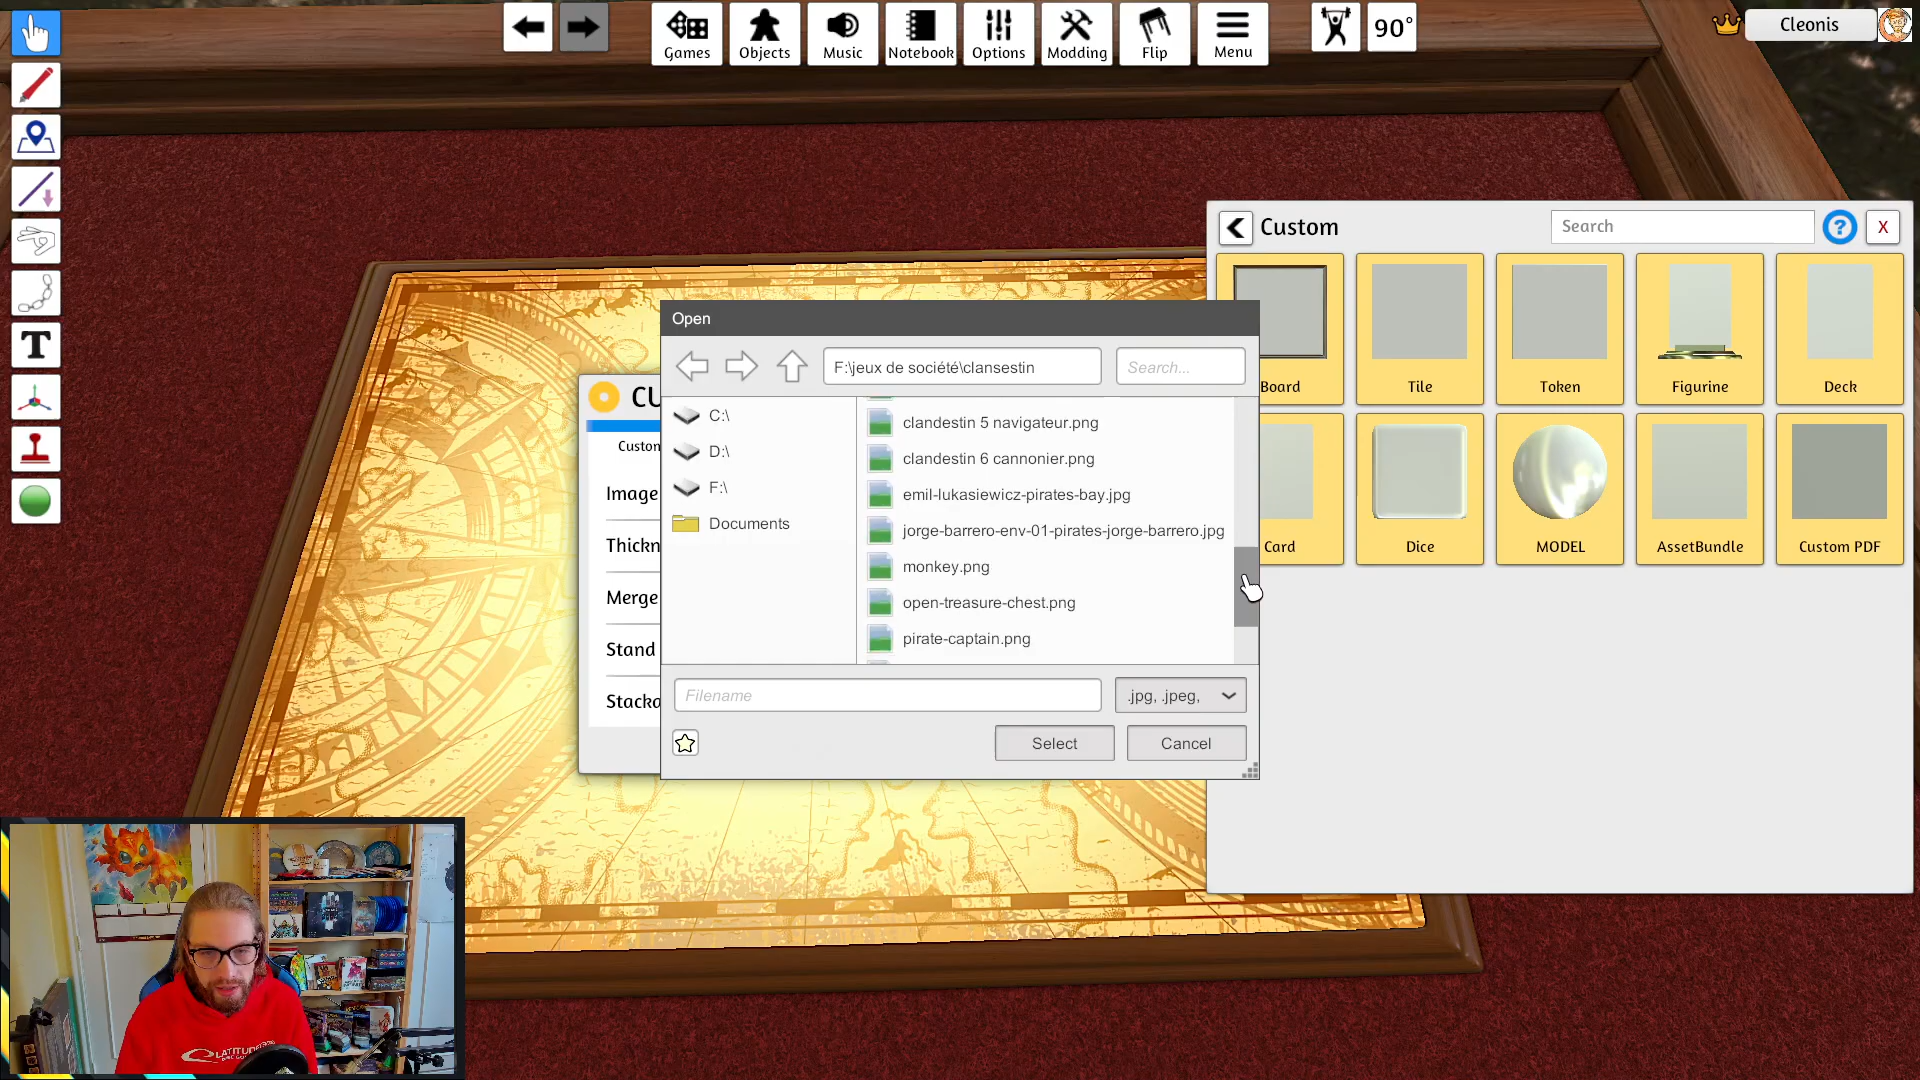 Games
Objects
Music
Notebook
Options
Modding
Flip
Menu
90°
Cleonis
Custom
Search
?
X
Board
Tile
Token
Figurine
Deck
Card
Dice
MODEL
AssetBundle
Custom PDF
CU
Custon
Image
Thickn
Merge
Stand
Stacka
Open
F:\jeux de société\clansestin
Search...
C:\
D:\
F:\
Documents
clandestin 5 navigateur.png
clandestin 6 cannonier.png
emil-lukasiewicz-pirates-bay.jpg
jorge-barrero-env-01-pirates-jorge-barrero.jpg
monkey.png
open-treasure-chest.png
pirate-captain.png
Filename
.jpg, .jpeg,
Select
Cancel
T
LATITUDE